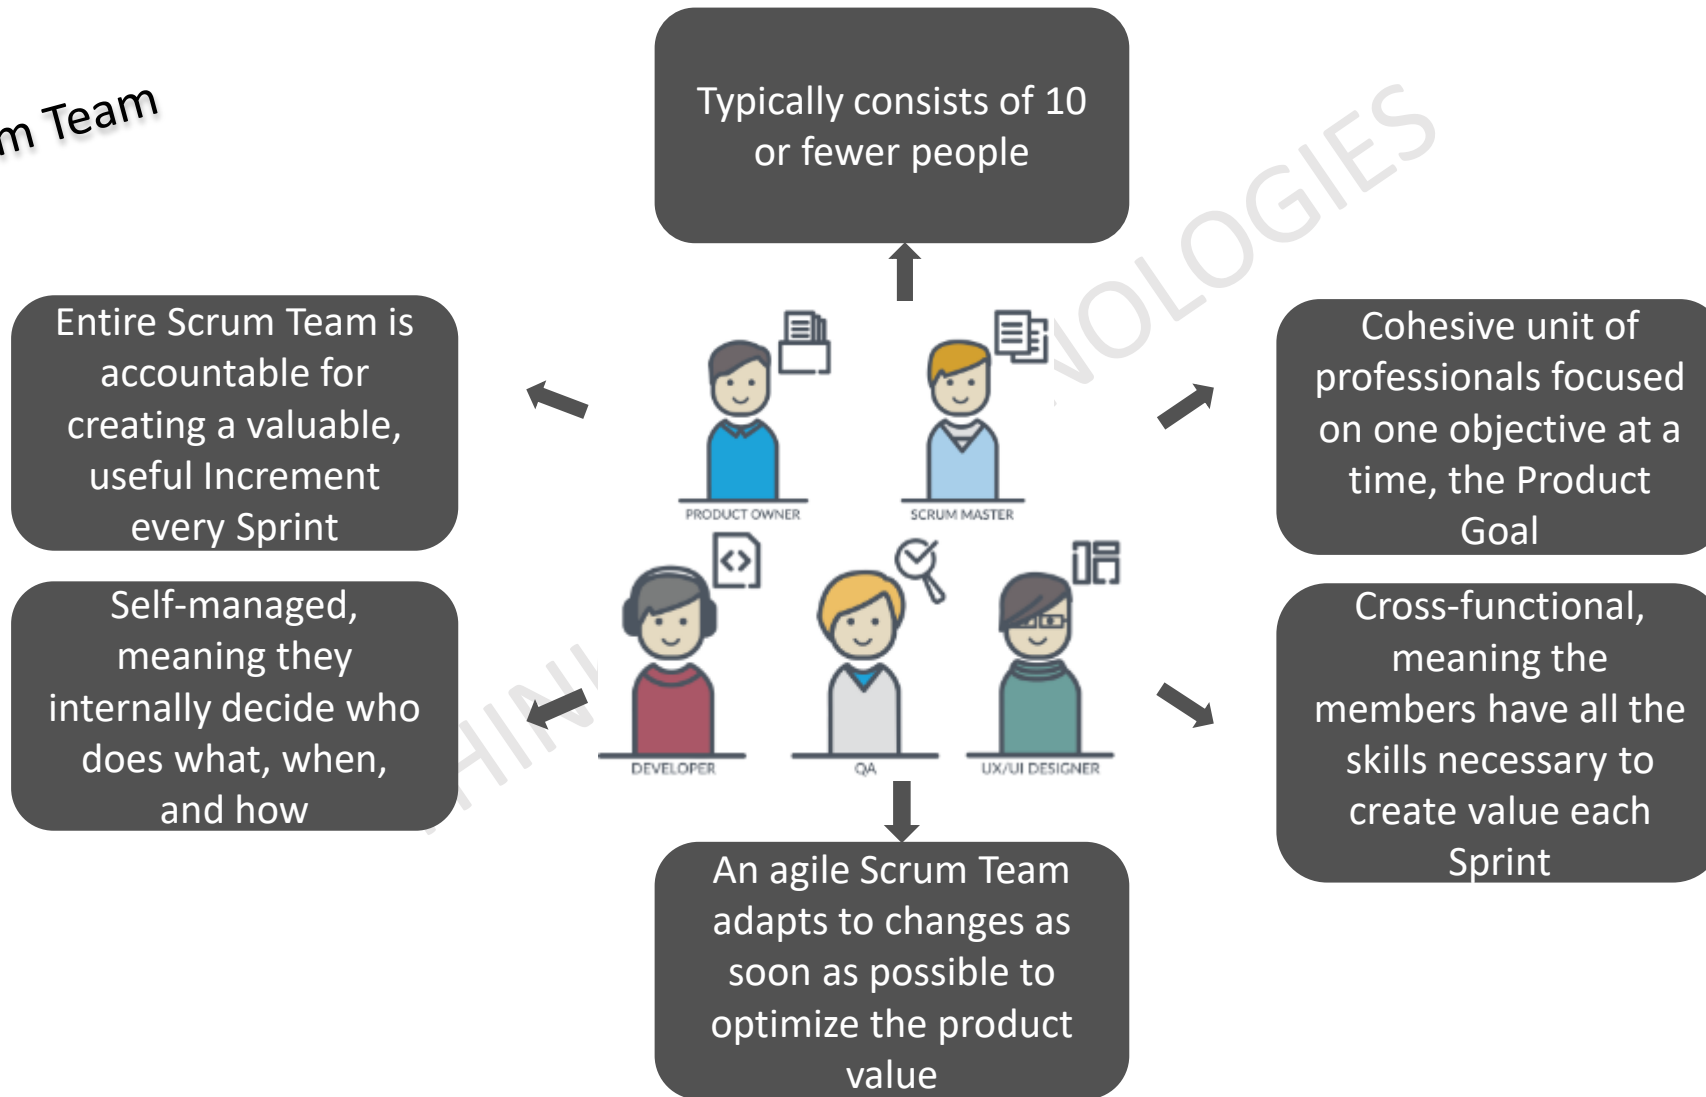 m Team
Typically consists of 10
or fewer people
Entire Scrum Team is
accountable for
creating a valuable,
useful Increment
every Sprint
Cohesive unit of
professionals focused
on one objective at a
time, the Product
Goal
PRODUCT OWNER
SCRUM MASTER
Self-managed,
meaning they
internally decide who
does what, when,
and how
DEVELOPER
QA
UX/UI DESIGNER
Cross-functional,
meaning the
members have all the
skills necessary to
create value each
Sprint
An agile Scrum Team
adapts to changes as
soon as possible to
optimize the product
value